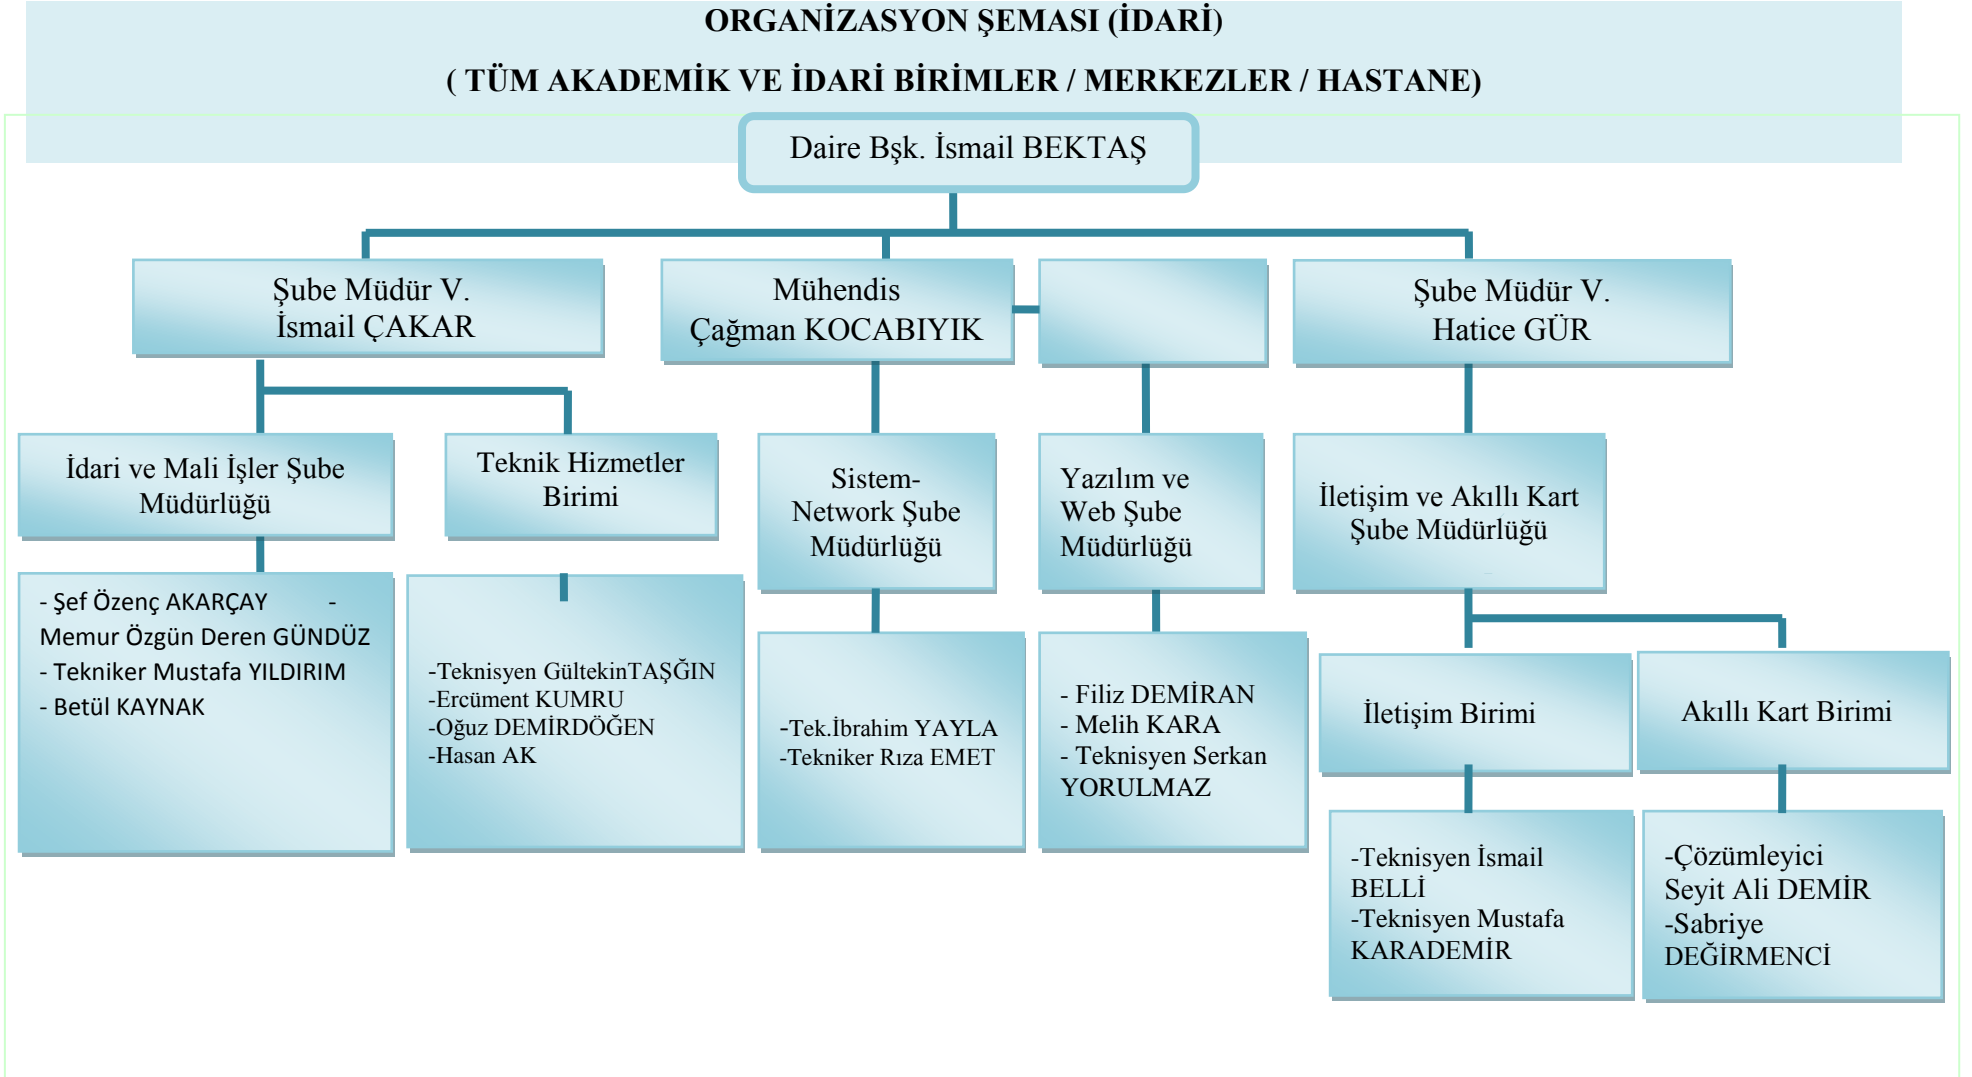 ORGANİZASYON ŞEMASI (İDARİ)
( TÜM AKADEMİK VE İDARİ BİRİMLER / MERKEZLER / HASTANE)
Daire Bşk. İsmail BEKTAŞ
Şube Müdür V.
İsmail ÇAKAR
Mühendis
Çağman KOCABIYIK
Şube Müdür V.
Hatice GÜR
İdari ve Mali İşler Şube
Müdürlüğü
Teknik Hizmetler
Birimi
Sistem-
Network Şube
Müdürlüğü
Yazılım ve
Web Şube
Müdürlüğü
İletişim ve Akıllı Kart
Şube Müdürlüğü
- Şef Özenç AKARÇAY -
Memur Özgün Deren GÜNDÜZ
- Tekniker Mustafa YILDIRIM
- Betül KAYNAK
-Teknisyen GültekinTAŞĞIN
-Ercüment KUMRU
-Oğuz DEMİRDÖĞEN
-Hasan AK
-Tek.İbrahim YAYLA
-Tekniker Rıza EMET
- Filiz DEMİRAN
- Melih KARA
- Teknisyen Serkan
YORULMAZ
İletişim Birimi
Akıllı Kart Birimi
-Teknisyen İsmail
BELLİ
-Teknisyen Mustafa
KARADEMİR
-Çözümleyici
Seyit Ali DEMİR
-Sabriye
DEĞİRMENCİ